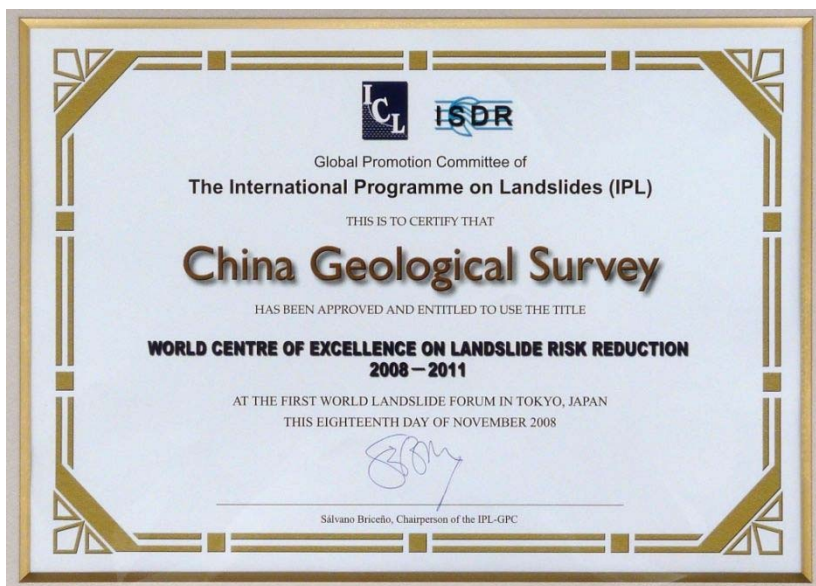 ICL
ISDR
Global Promotion Committee of
The International Programme on Landslides (IPL)
THIS IS TO CERTIFY THAT
China Geological Survey
HAS BEEN APPROVED AND ENTITLED TO USE THE TITLE
WORLD CENTRE OF EXCELLENCE ON LANDSLIDE RISK REDUCTION
2008－2011
AT THE FIRST WORLD LANDSLIDE FORUM IN TOKYO, JAPAN
THIS EIGHTEENTH DAY OF NOVEMBER 2008
Sálvano Briceño, Chairperson of the IPL-GPC